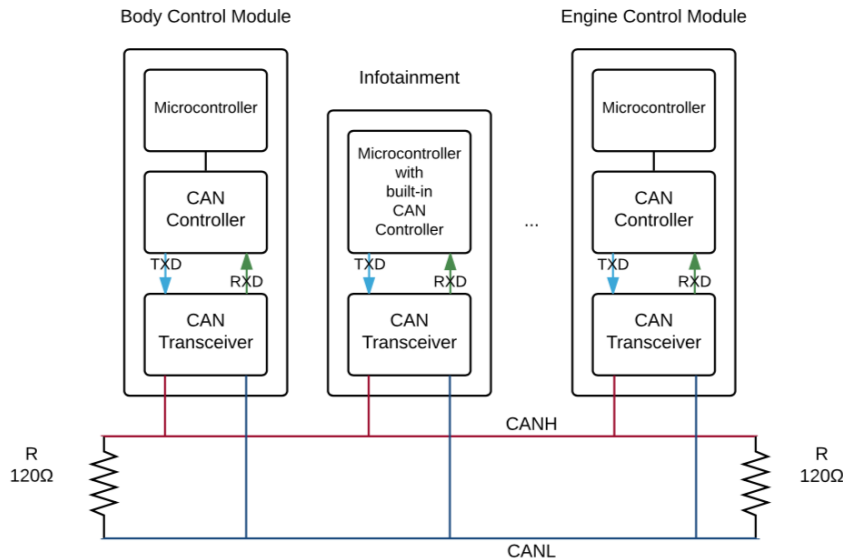 Body Control Module
Engine Control Module
Infotainment
Microcontroller
Microcontroller
with
built-in
CAN
Controller
Microcontroller
CAN
Controller
CAN
Controller
...
TXD
RXD
TXD
RXD
TXD
RXD
CAN
Transceiver
CAN
Transceiver
CAN
Transceiver
CANH
R
120Ω
R
120Ω
CANL